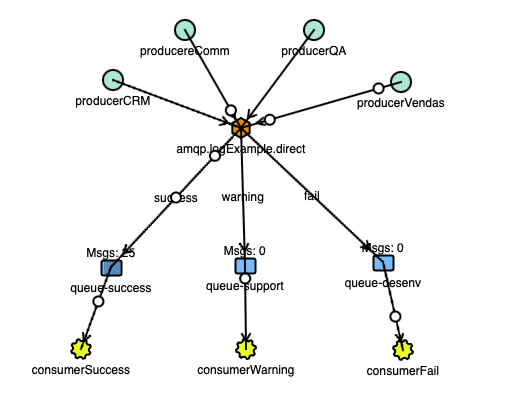 producereComm
producerQA
producerCRM
producerVendas
amqp.logExample.direct
success
warning
fail
Msgs: 25
Msgs: 0
Msgs: 0
queue-success
queue-support
queue-desenv
consumerSuccess
consumerWarning
consumerFail